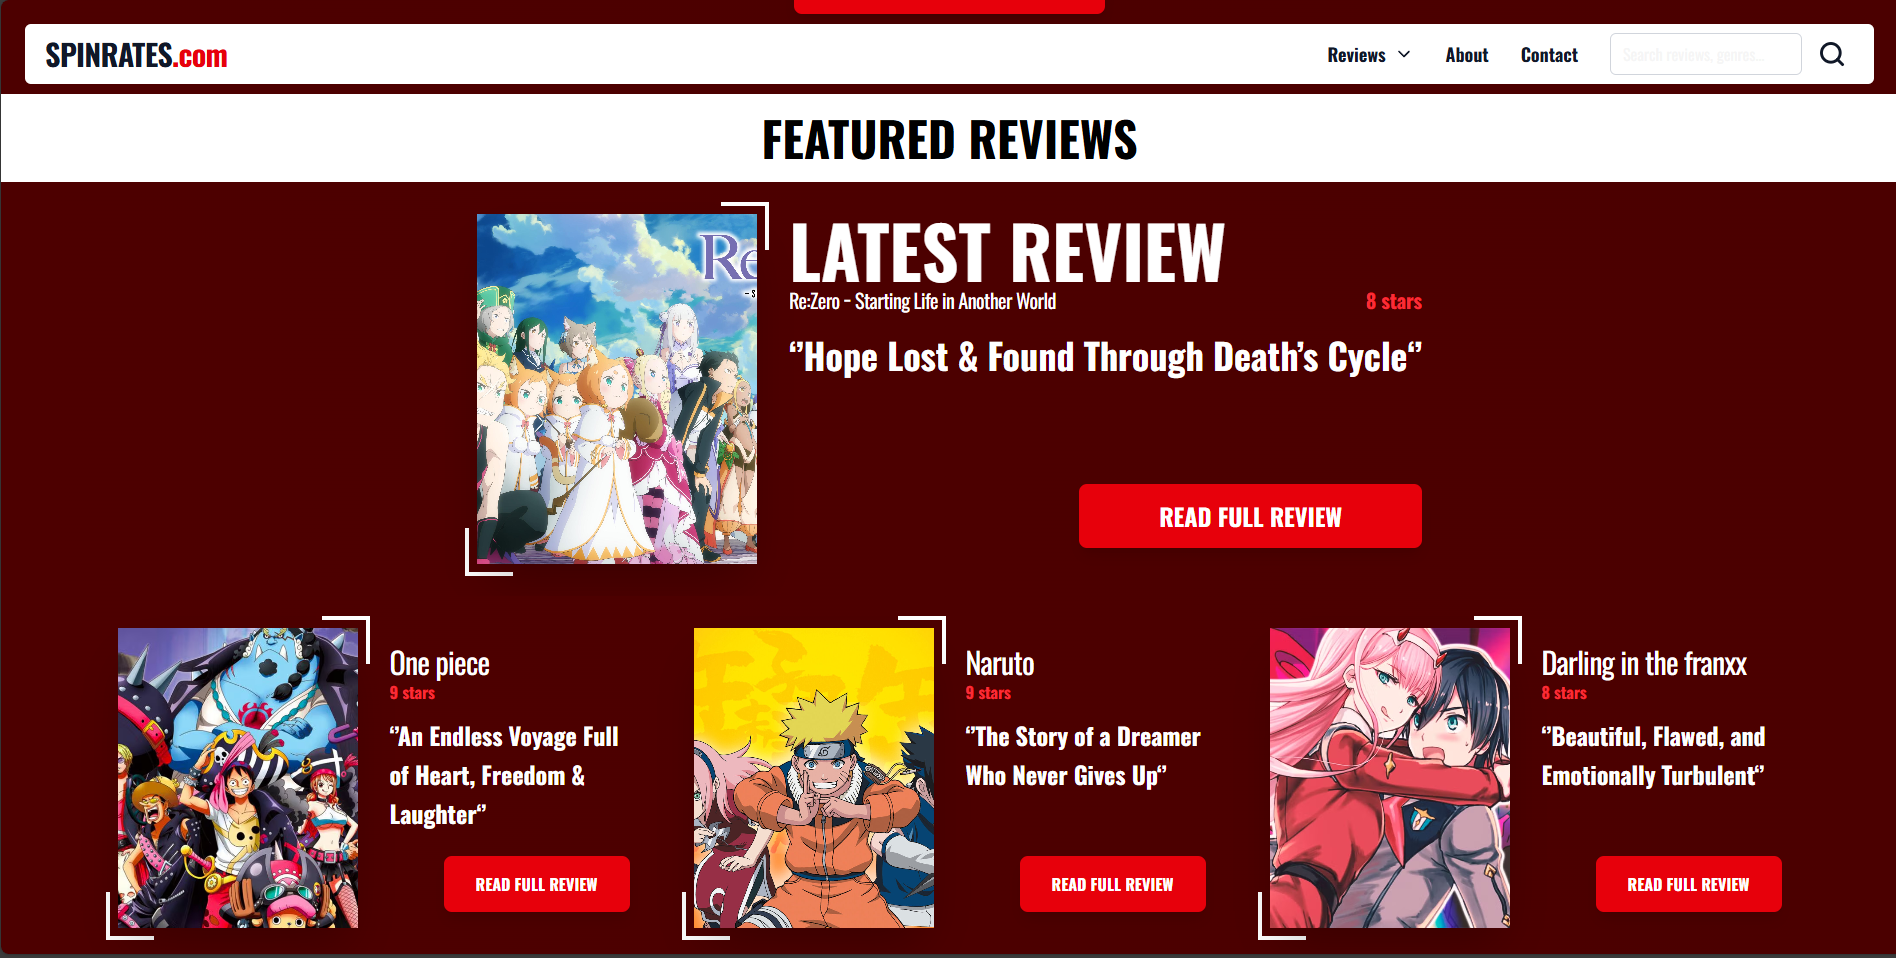 SPINRATES.com
Reviews About Contact Search reviews, genres...
FEATURED REVIEWS
Re
-S
LATEST REVIEW
Re:Zero - Starting Life in Another World 8 stars
“Hope Lost & Found Through Death’s Cycle“
READ FULL REVIEW
One piece
9 stars
“An Endless Voyage Full
of Heart, Freedom &
Laughter“
READ FULL REVIEW
Naruto
9 stars
“The Story of a Dreamer
Who Never Gives Up“
READ FULL REVIEW
Darling in the franxx
8 stars
“Beautiful, Flawed, and
Emotionally Turbulent“
READ FULL REVIEW